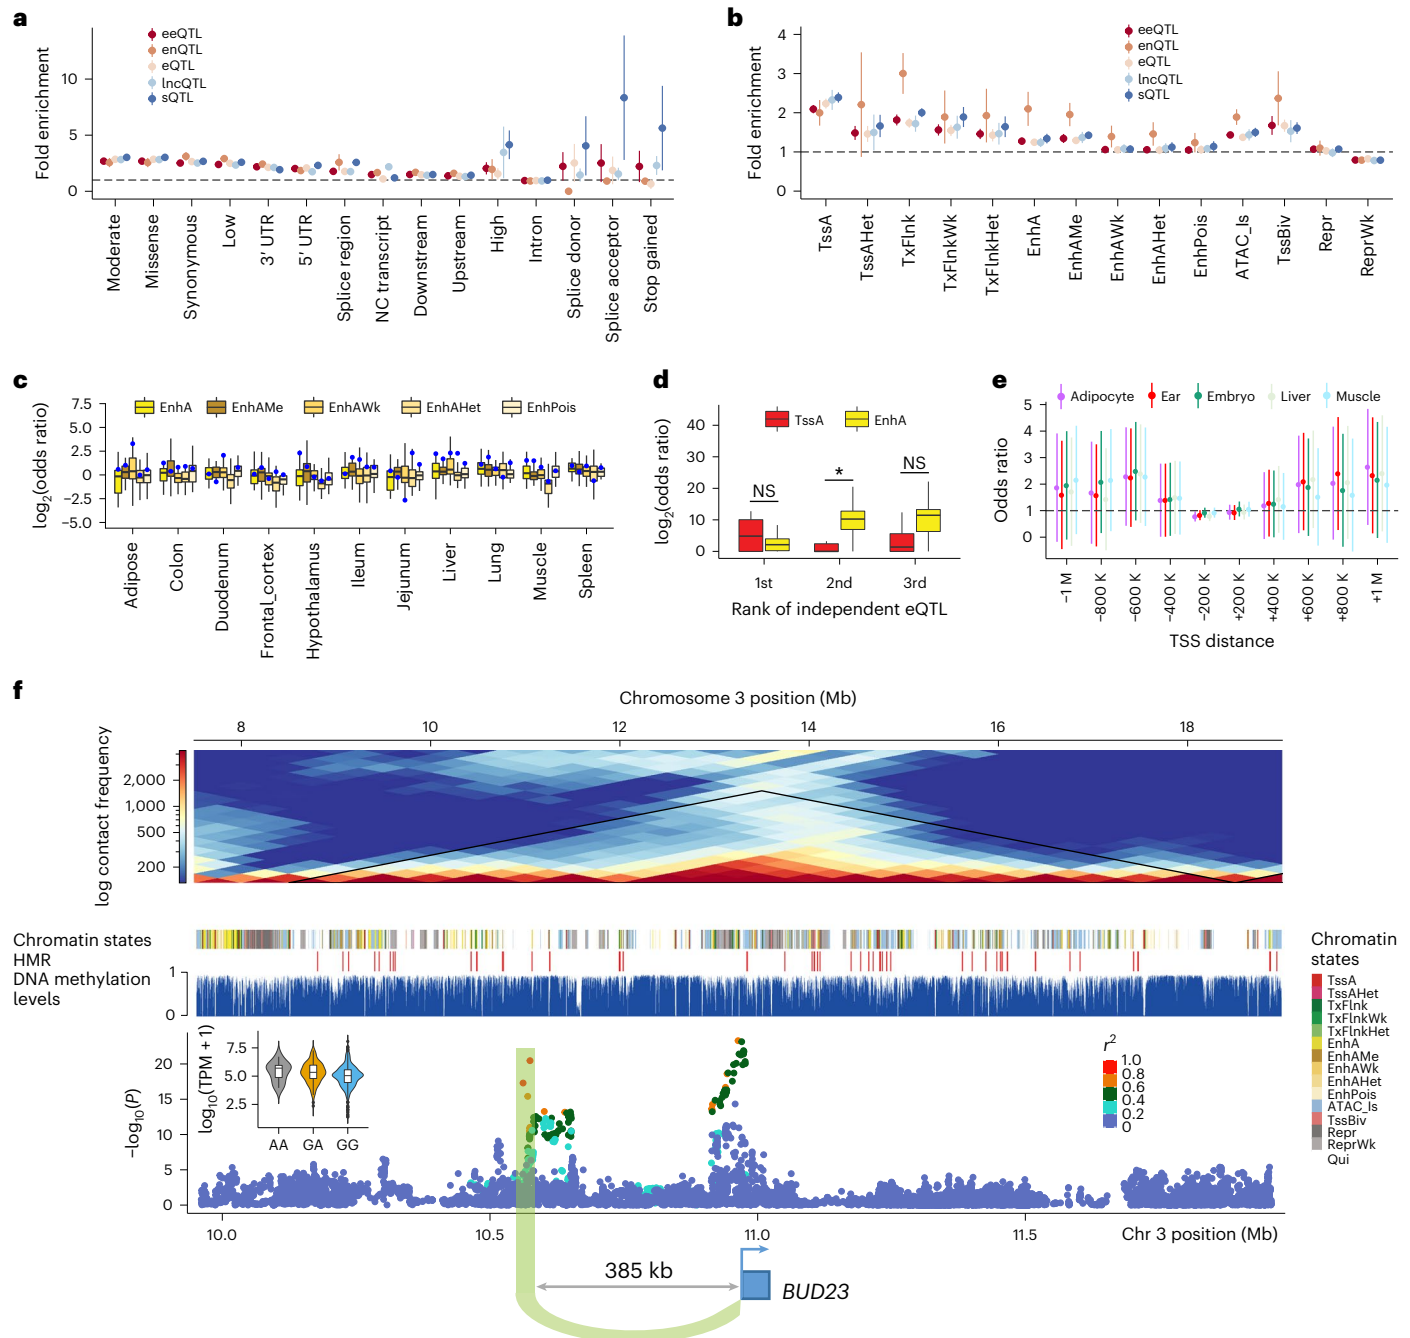 a
eeQTL
enQTL
eQTL
lncQTL
sQTL
Fold enrichment
10
5
0
Moderate
Missense
Synonymous
Low
3′ UTR
5′ UTR
Splice region
NC transcript
Downstream
Upstream
High
Intron
Splice donor
Splice acceptor
Stop gained
b
eeQTL
enQTL
eQTL
lncQTL
sQTL
Fold enrichment
4
3
2
1
0
TssA
TssAHet
TxFlnk
TxFlnkWk
TxFlnkHet
EnhA
EnhAMe
EnhAWk
EnhAHet
EnhPois
ATAC_Is
TssBiv
Repr
ReprWk
c
EnhA
EnhAMe
EnhAWk
EnhAHet
EnhPois
log2(odds ratio)
7.5
5.0
2.5
0
−2.5
−5.0
Adipose
Colon
Duodenum
Frontal_cortex
Hypothalamus
Ileum
Jejunum
Liver
Lung
Muscle
Spleen
d
TssA
EnhA
log2(odds ratio)
40
30
20
10
0
NS
*
NS
1st
2nd
3rd
Rank of independent eQTL
e
Adipocyte
Ear
Embryo
Liver
Muscle
Odds ratio
5
4
3
2
1
0
−1 M
−800 K
−600 K
−400 K
−200 K
+200 K
+400 K
+600 K
+800 K
+1 M
TSS distance
f
Chromosome 3 position (Mb)
8
10
12
14
16
18
log contact frequency
2,000
1,000
500
200
Chromatin states
HMR
DNA methylation
levels
1
0
Chromatin
states
TssA
TssAHet
TxFlnk
TxFlnkWk
TxFlnkHet
EnhA
EnhAMe
EnhAWk
EnhAHet
EnhPois
ATAC_Is
TssBiv
Repr
ReprWk
Qui
−log10(P)
20
15
10
5
0
log10(TPM + 1)
7.5
5.0
2.5
AA
GA
GG
r2
1.0
0.8
0.6
0.4
0.2
0
10.0
10.5
11.0
11.5
Chr 3 position (Mb)
385 kb
BUD23